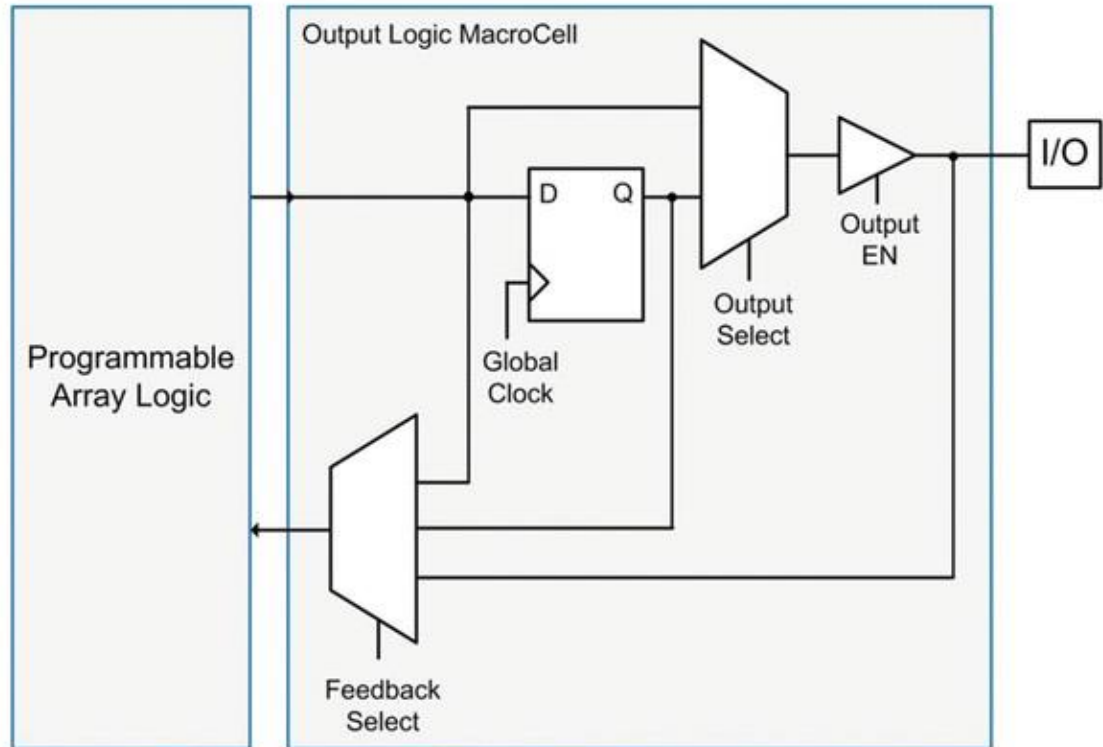 Output Logic MacroCell
I/O
D
Q
Output
EN
Output
Select
Global
Clock
Programmable
Array Logic
Feedback
Select